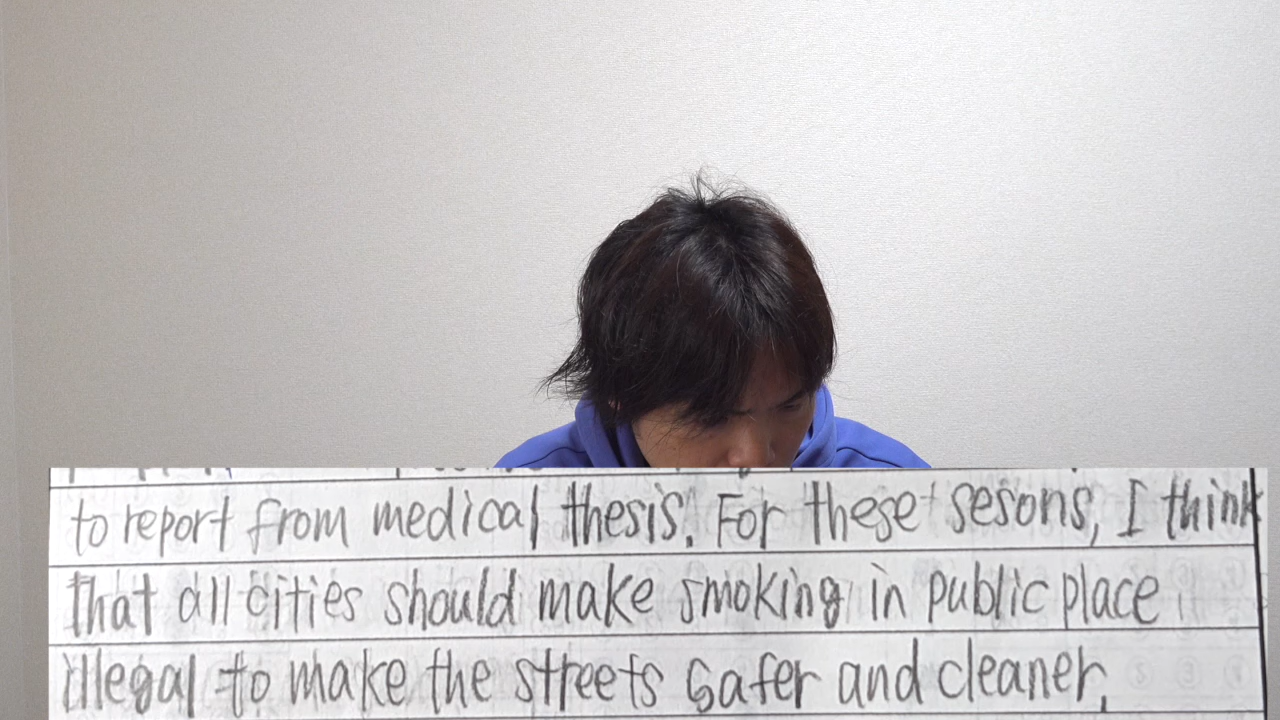 to report from medical thesis. For these sesons, I think
that all cities should make smoking in public place
illegal to make the streets safer and cleaner.